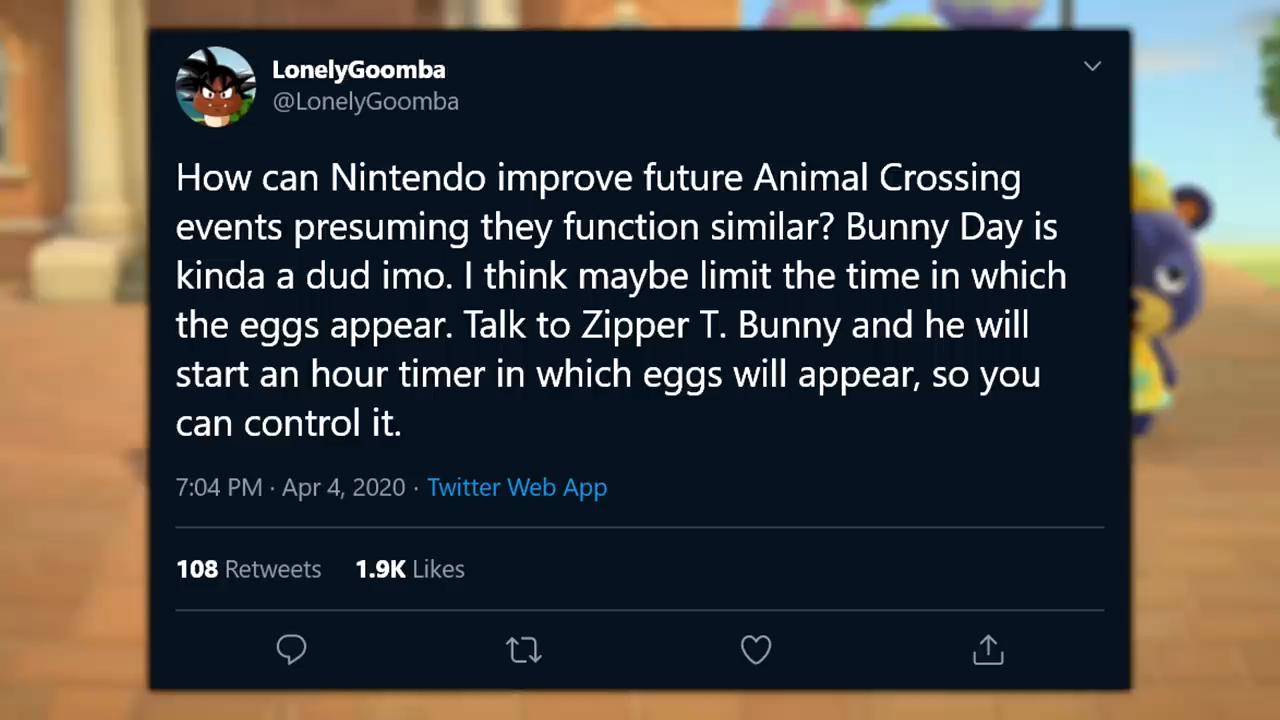 LonelyGoomba
@LonelyGoomba
How can Nintendo improve future Animal Crossing
events presuming they function similar? Bunny Day is
kinda a dud imo. I think maybe limit the time in which
the eggs appear. Talk to Zipper T. Bunny and he will
start an hour timer in which eggs will appear, so you
can control it.
7:04 PM · Apr 4, 2020 · Twitter Web App
108 Retweets 1.9K Likes